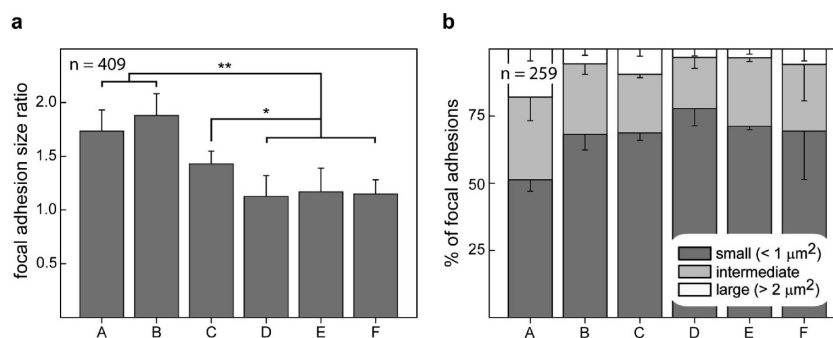 a
n = 409
**
*
focal adhesion size ratio
2.0
1.5
1.0
0.5
A B C D E F
b
n = 259
% of focal adhesions
75
50
25
small (< 1 μm²)
intermediate
large (> 2 μm²)
A B C D E F